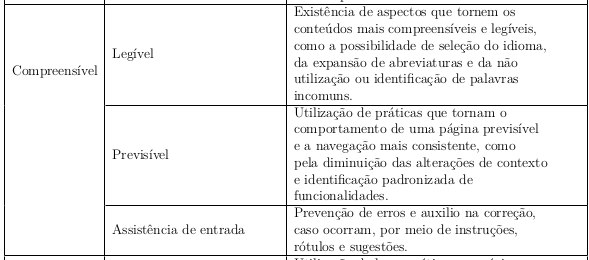 Existência de aspectos que tornem os
conteúdos mais compreensíveis e legíveis,
Legível
como a possibilidade de seleção do idioma,
da expansão de abreviaturas e da não
Compreensível
utilização ou identificação de palavras
incomuns.
Utilização de práticas que tornam o
comportamento de uma página previsível
Previsível
e a navegação mais consistente, como
pela diminuição das alterações de contexto
e identificação padronizada de
funcionalidades.
Prevenção de erros e auxilio na correção,
Assistência de entrada
caso ocorram, por meio de instruções,
rótulos e sugestões.